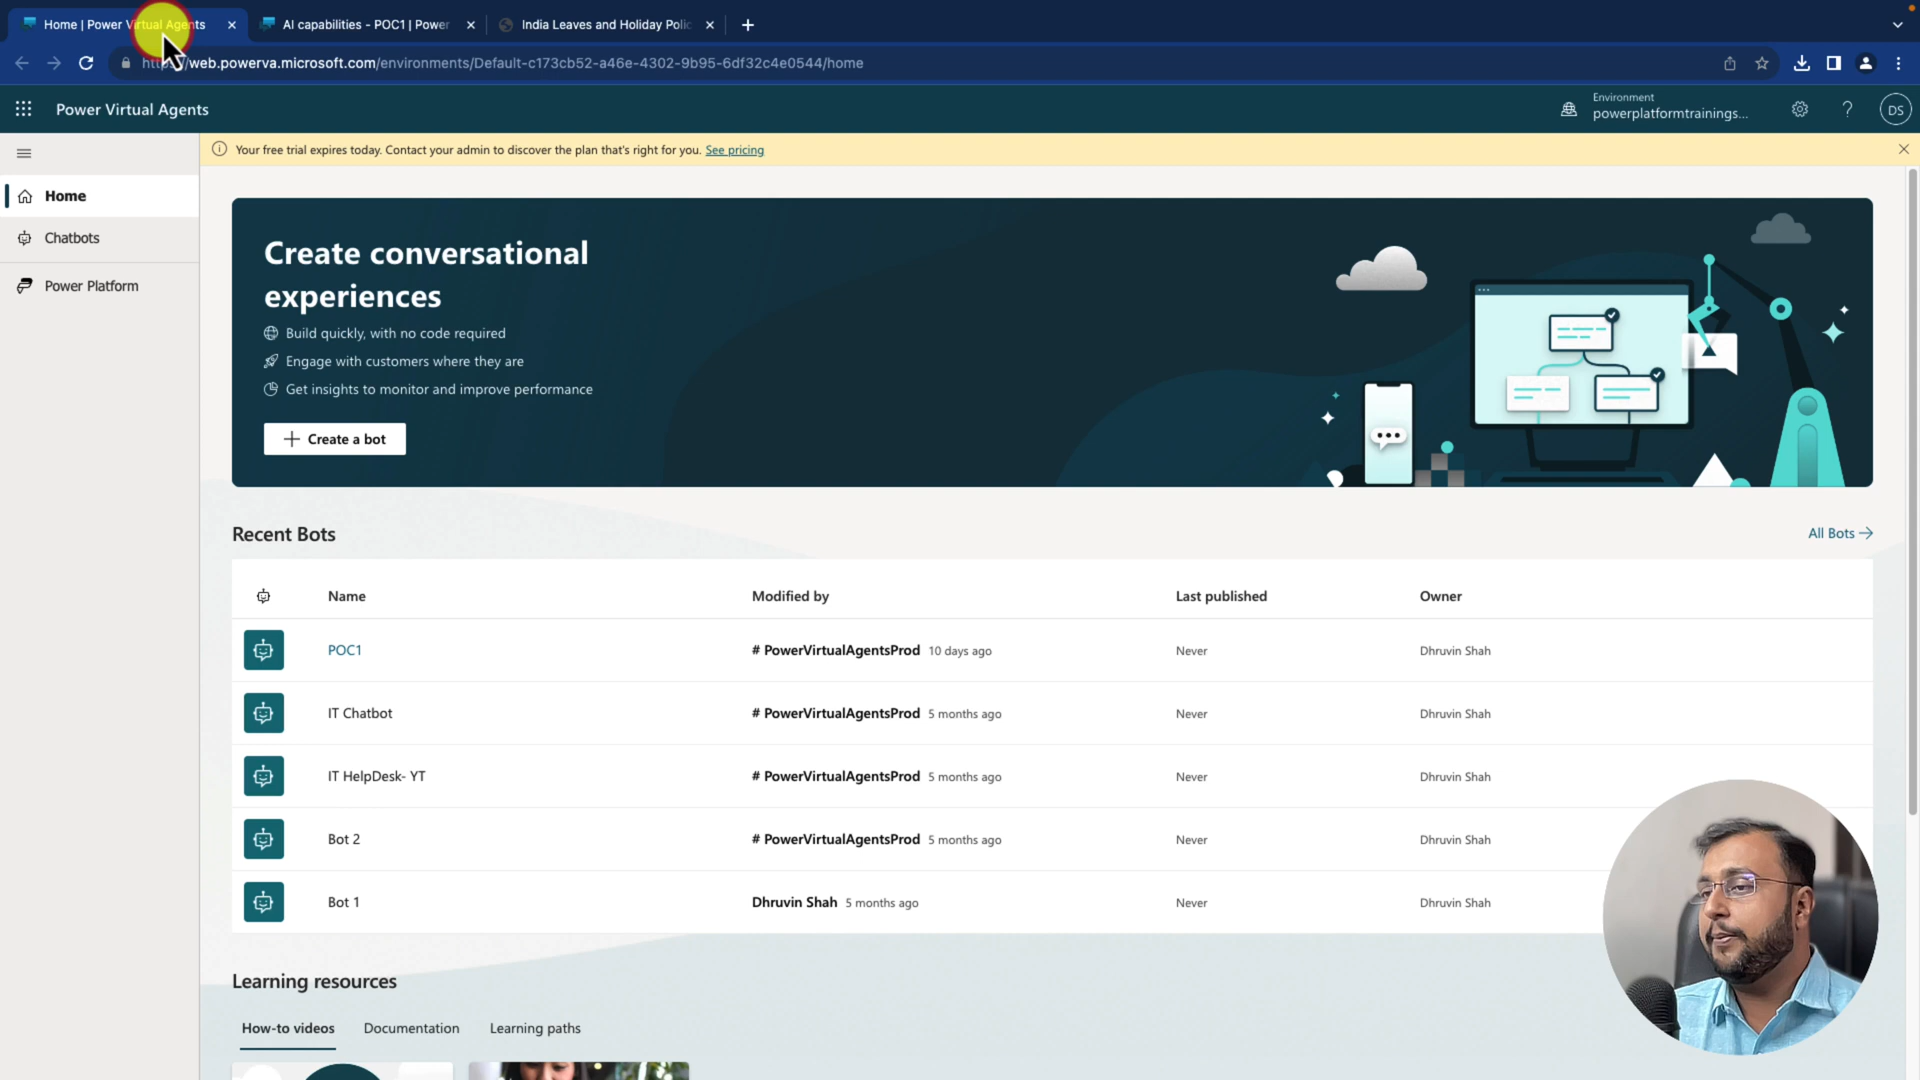 Home | Power Virtual Agents
AI capabilities - POC1 | Power
India Leaves and Holiday Polic
web.powerva.microsoft.com/environments/Default-c173cb52-a46e-4302-9b95-6df32c4e0544/home
Power Virtual Agents
Environment
powerplatformtrainings...
DS
Your free trial expires today. Contact your admin to discover the plan that's right for you. See pricing
Home
Chatbots
Power Platform
Create conversational
experiences
Build quickly, with no code required
Engage with customers where they are
Get insights to monitor and improve performance
Create a bot
Recent Bots
All Bots
Name Modified by Last published Owner
POC1 # PowerVirtualAgentsProd 10 days ago Never Dhruvin Shah
IT Chatbot # PowerVirtualAgentsProd 5 months ago Never Dhruvin Shah
IT HelpDesk- YT # PowerVirtualAgentsProd 5 months ago Never Dhruvin Shah
Bot 2 # PowerVirtualAgentsProd 5 months ago Never Dhruvin Shah
Bot 1 Dhruvin Shah 5 months ago Never Dhruvin Shah
Learning resources
How-to videos Documentation Learning paths